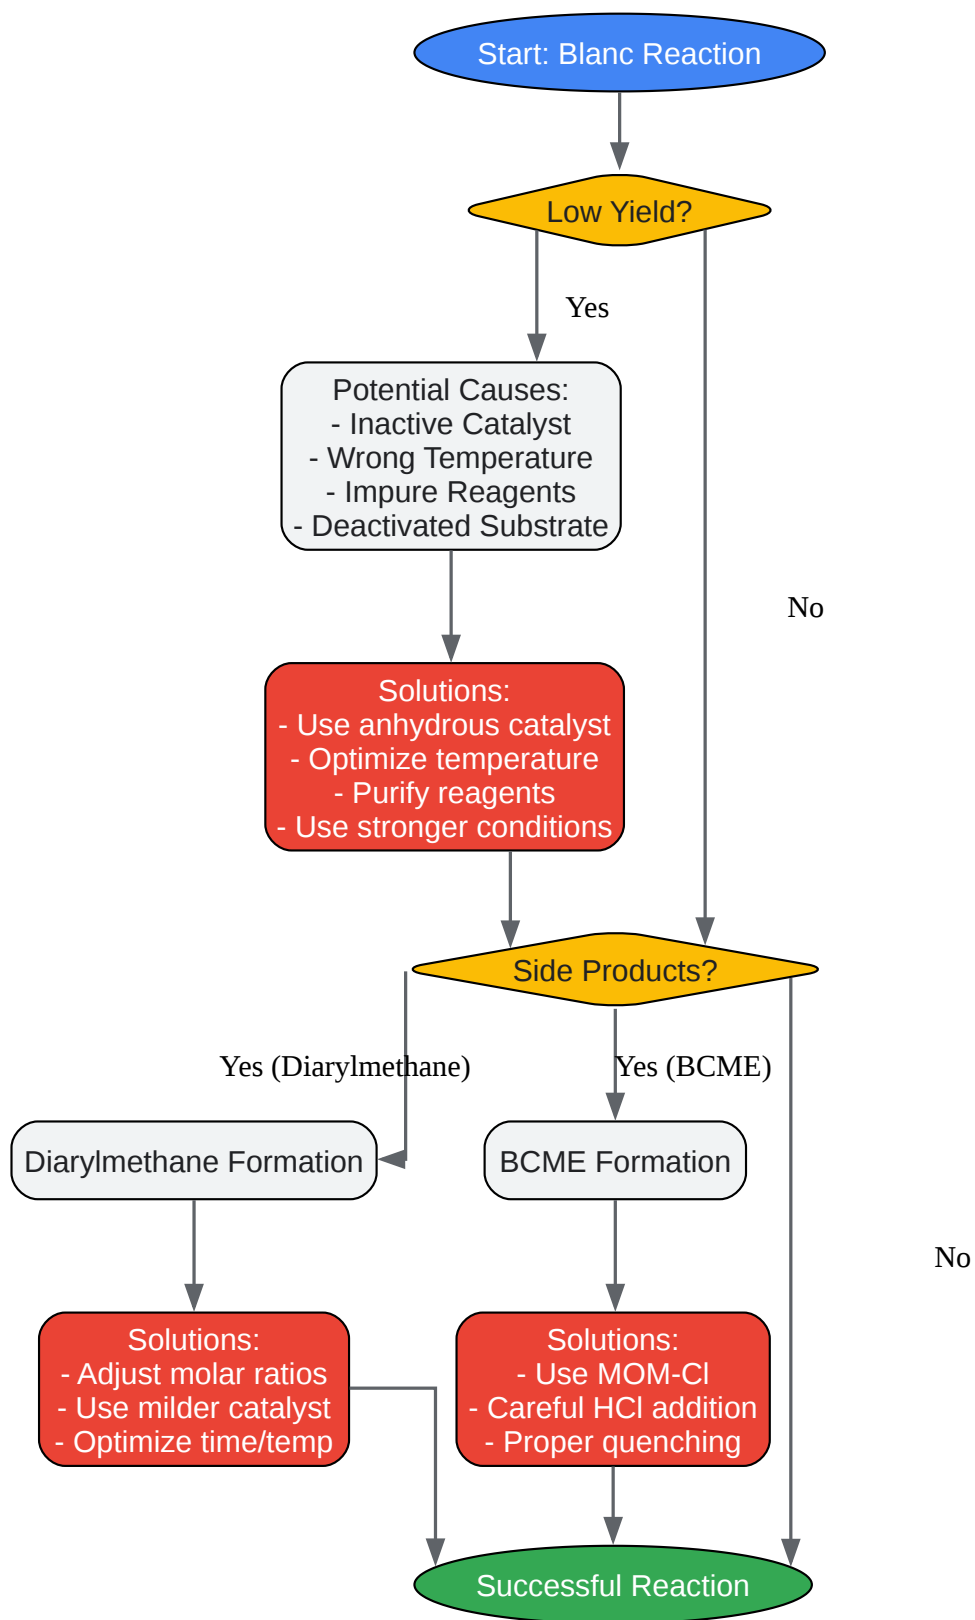 Start: Blanc Reaction
Low Yield?
Yes
Potential Causes:
- Inactive Catalyst
- Wrong Temperature
- Impure Reagents
- Deactivated Substrate
No
Solutions:
- Use anhydrous catalyst
- Optimize temperature
- Purify reagents
- Use stronger conditions
Side Products?
Yes (Diarylmethane)
Yes (BCME)
Diarylmethane Formation
BCME Formation
No
Solutions:
- Adjust molar ratios
- Use milder catalyst
- Optimize time/temp
Solutions:
- Use MOM-Cl
- Careful HCl addition
- Proper quenching
Successful Reaction